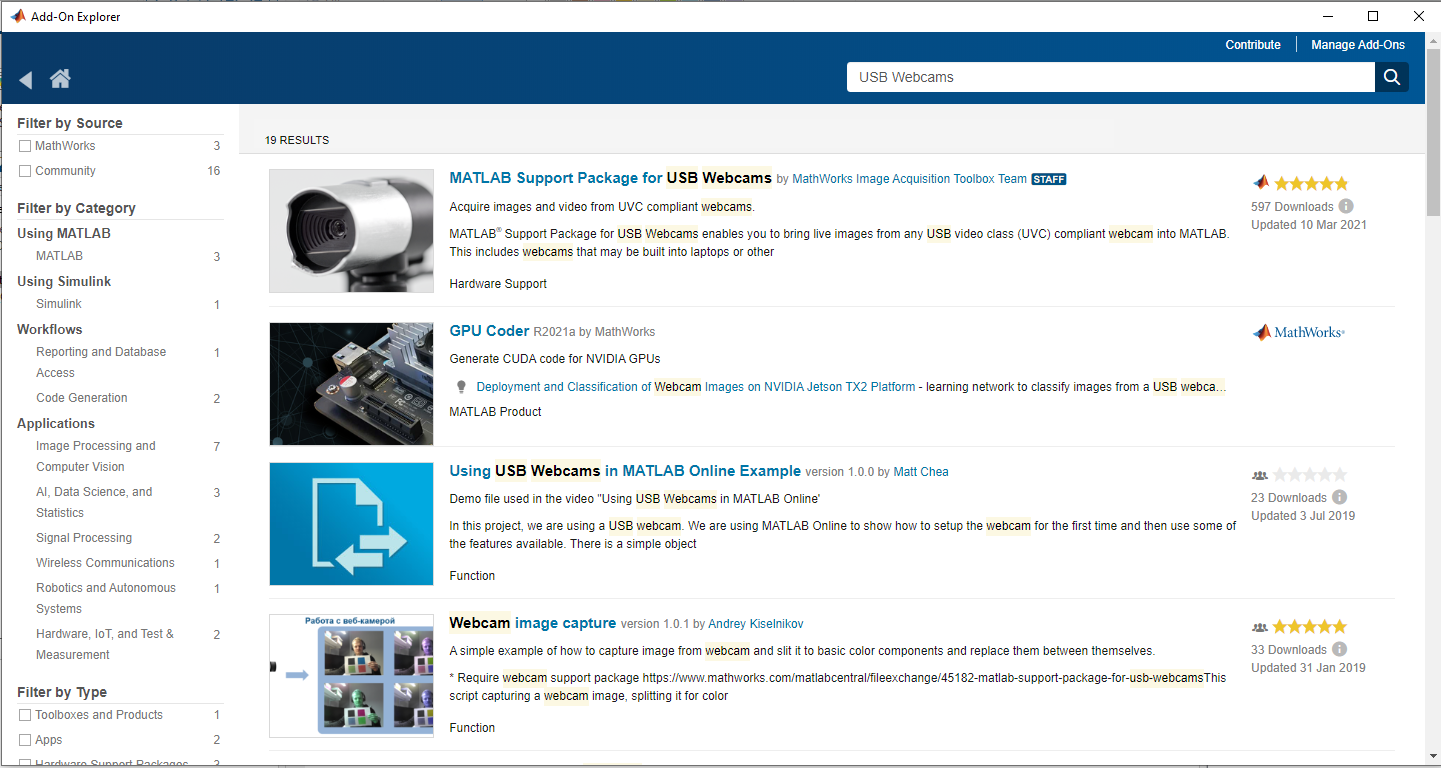 Add-On Explorer
Contribute
Manage Add-Ons
USB Webcams
Filter by Source
MathWorks 3
Community 16
Filter by Category
Using MATLAB
MATLAB 3
Using Simulink
Simulink 1
Workflows
Reporting and Database 1
Access
Code Generation 2
Applications
Image Processing and 7
Computer Vision
AI, Data Science, and 3
Statistics
Signal Processing 2
Wireless Communications 1
Robotics and Autonomous 1
Systems
Hardware, IoT, and Test & 2
Measurement
Filter by Type
Toolboxes and Products 1
Apps 2
Hardware Support Packages 3
19 RESULTS
MATLAB Support Package for USB Webcams by MathWorks Image Acquisition Toolbox Team STAFF
Acquire images and video from UVC compliant webcams.
MATLAB® Support Package for USB Webcams enables you to bring live images from any USB video class (UVC) compliant webcam into MATLAB.
This includes webcams that may be built into laptops or other
Hardware Support
597 Downloads
Updated 10 Mar 2021
GPU Coder R2021a by MathWorks
Generate CUDA code for NVIDIA GPUs
Deployment and Classification of Webcam Images on NVIDIA Jetson TX2 Platform - learning network to classify images from a USB webca…
MATLAB Product
MathWorks®
Using USB Webcams in MATLAB Online Example version 1.0.0 by Matt Chea
Demo file used in the video "Using USB Webcams in MATLAB Online'
In this project, we are using a USB webcam. We are using MATLAB Online to show how to setup the webcam for the first time and then use some of
the features available. There is a simple object
Function
23 Downloads
Updated 3 Jul 2019
Работа с веб-камерой
Webcam image capture version 1.0.1 by Andrey Kiselnikov
A simple example of how to capture image from webcam and slit it to basic color components and replace them between themselves.
* Require webcam support package https://www.mathworks.com/matlabcentral/fileexchange/45182-matlab-support-package-for-usb-webcamsThis
script capturing a webcam image, splitting it for color
Function
33 Downloads
Updated 31 Jan 2019